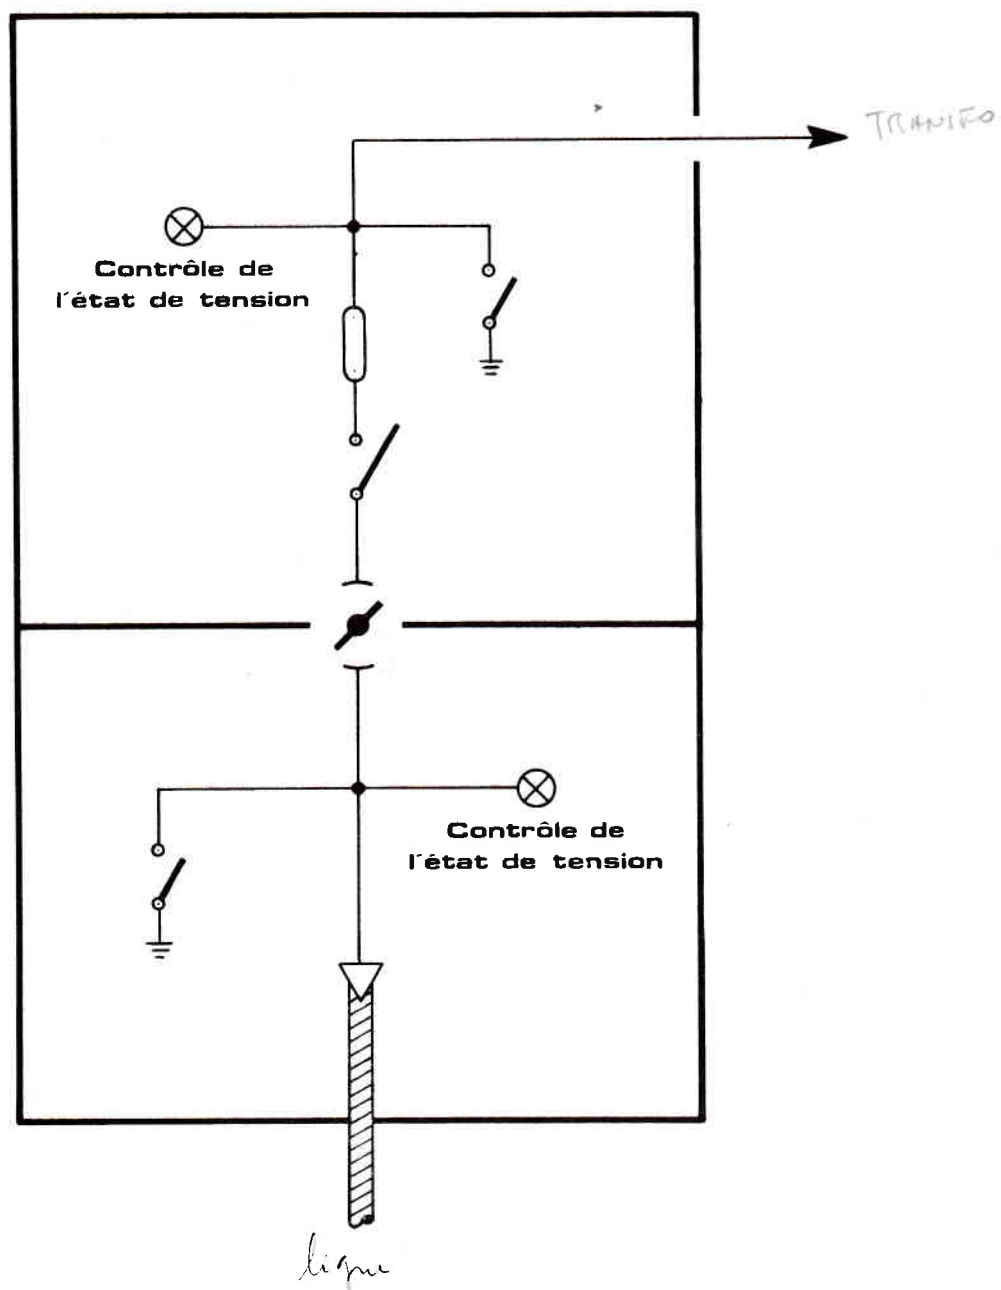 TRANSFO
Contrôle de
l'état de tension
Contrôle de
l'état de tension
ligne